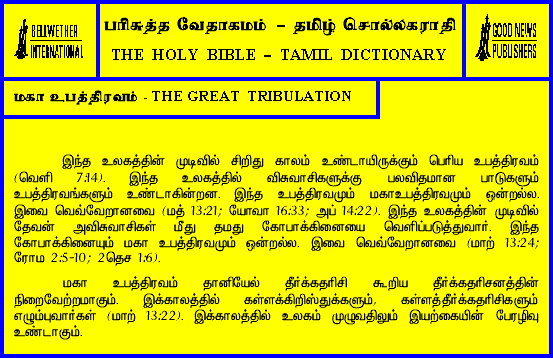 BELLWETHER
INTERNATIONAL
பரிசுத்த வேதாகமம் – தமிழ் சொல்லகராதி
THE HOLY BIBLE – TAMIL DICTIONARY
GOOD NEWS
PUBLISHERS
மகா உபத்திரவம் - THE GREAT TRIBULATION
இந்த உலகத்தின் முடிவில் சிறிது காலம் உண்டாயிருக்கும் பெரிய உபத்திரவம்
(வெளி 7:14). இந்த உலகத்தில் விசுவாசிகளுக்கு பலவிதமான பாடுகளும்
உபத்திரவங்களும் உண்டாகின்றன. இந்த உபத்திரவமும் மகாஉபத்திரவமும் ஒன்றல்ல.
இவை வெவ்வேறானவை (மத் 13:21; யோவா 16:33; அப் 14:22). இந்த உலகத்தின் முடிவில்
தேவன் அவிசுவாசிகள் மீது தமது கோபாக்கினையை வெளிப்படுத்துவார். இந்த
கோபாக்கினையும் மகா உபத்திரவமும் ஒன்றல்ல. இவை வெவ்வேறானவை (மாற் 13:24;
ரோம 2:5-10; 2தெச 1:6).
மகா உபத்திரவம் தானியேல் தீர்க்கதரிசி கூறிய தீர்க்கதரிசனத்தின்
நிறைவேற்றமாகும். இக்காலத்தில் கள்ளக்கிறிஸ்துக்களும், கள்ளத்தீர்க்கதரிசிகளும்
எழும்புவார்கள் (மாற் 13:22). இக்காலத்தில் உலகம் முழுவதிலும் இயற்கையின் பேரழிவு
உண்டாகும்.